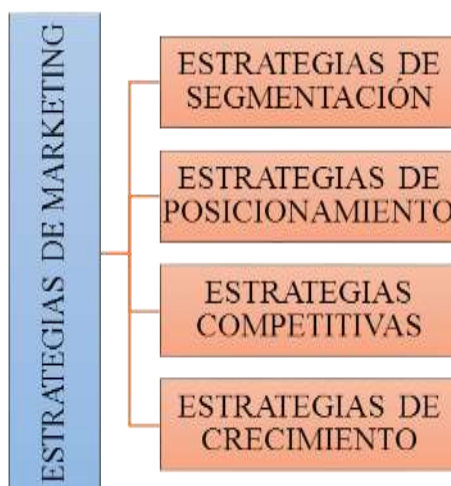 ESTRATEGIAS DE MARKETING
ESTRATEGIAS DE
SEGMENTACIÓN
ESTRATEGIAS DE
POSICIONAMIENTO
ESTRATEGIAS
COMPETITIVAS
ESTRATEGIAS DE
CRECIMIENTO